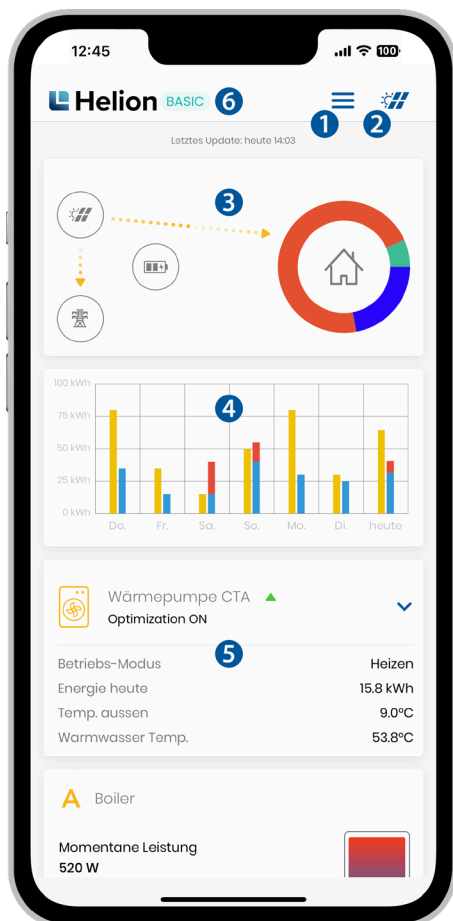 12:45
100
Helion BASIC 6
1
2
Letztes Update: heute 14:03
3
100 kWh
75 kWh
4
50 kWh
25 kWh
0 kWh
Do. Fr. Sa. So. Mo. Di. heute
Wärmepumpe CTA
Optimization ON
5
Betriebs-Modus Heizen
Energie heute 15.8 kWh
Temp. aussen 9.0°C
Warmwasser Temp. 53.8°C
A Boiler
Momentane Leistung
520 W